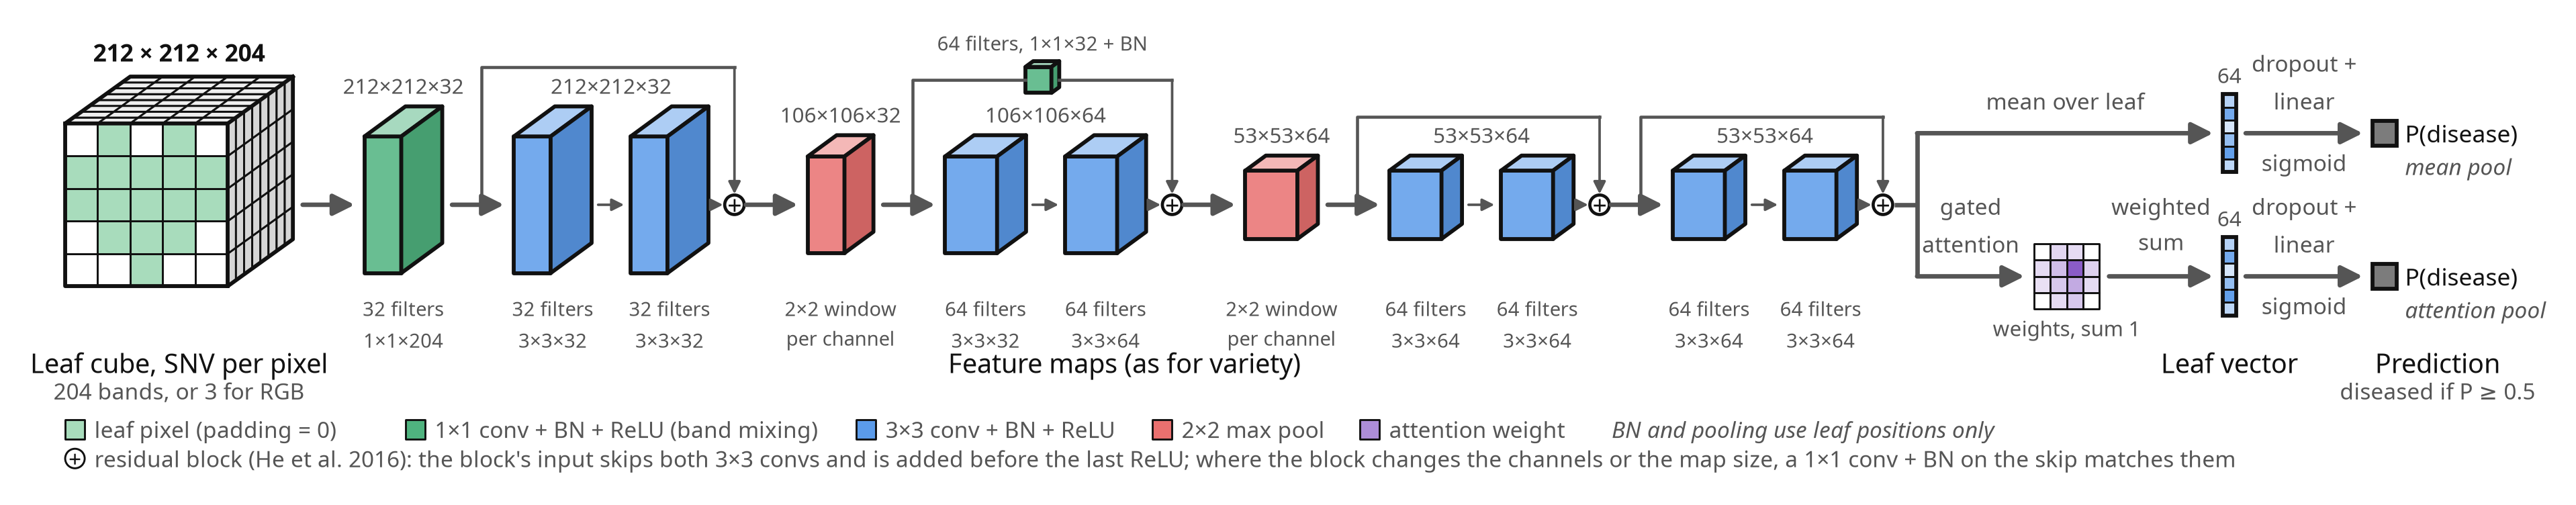 212 × 212 × 204
212×212×32
212×212×32
106×106×32
64 filters, 1×1×32 + BN
106×106×64
53×53×64
53×53×64
53×53×64
mean over leaf
64
dropout +
linear
sigmoid
P(disease)
mean pool
gated
attention
weighted
sum
64
dropout +
linear
sigmoid
P(disease)
attention pool
weights, sum 1
32 filters
1×1×204
32 filters
3×3×32
32 filters
3×3×32
2×2 window
per channel
64 filters
3×3×32
64 filters
3×3×64
2×2 window
per channel
64 filters
3×3×64
64 filters
3×3×64
64 filters
3×3×64
64 filters
3×3×64
Leaf cube, SNV per pixel
204 bands, or 3 for RGB
Feature maps (as for variety)
Leaf vector
Prediction
diseased if P ≥ 0.5
leaf pixel (padding = 0)
1×1 conv + BN + ReLU (band mixing)
3×3 conv + BN + ReLU
2×2 max pool
attention weight
BN and pooling use leaf positions only
residual block (He et al. 2016): the block's input skips both 3×3 convs and is added before the last ReLU; where the block changes the channels or the map size, a 1×1 conv + BN on the skip matches them